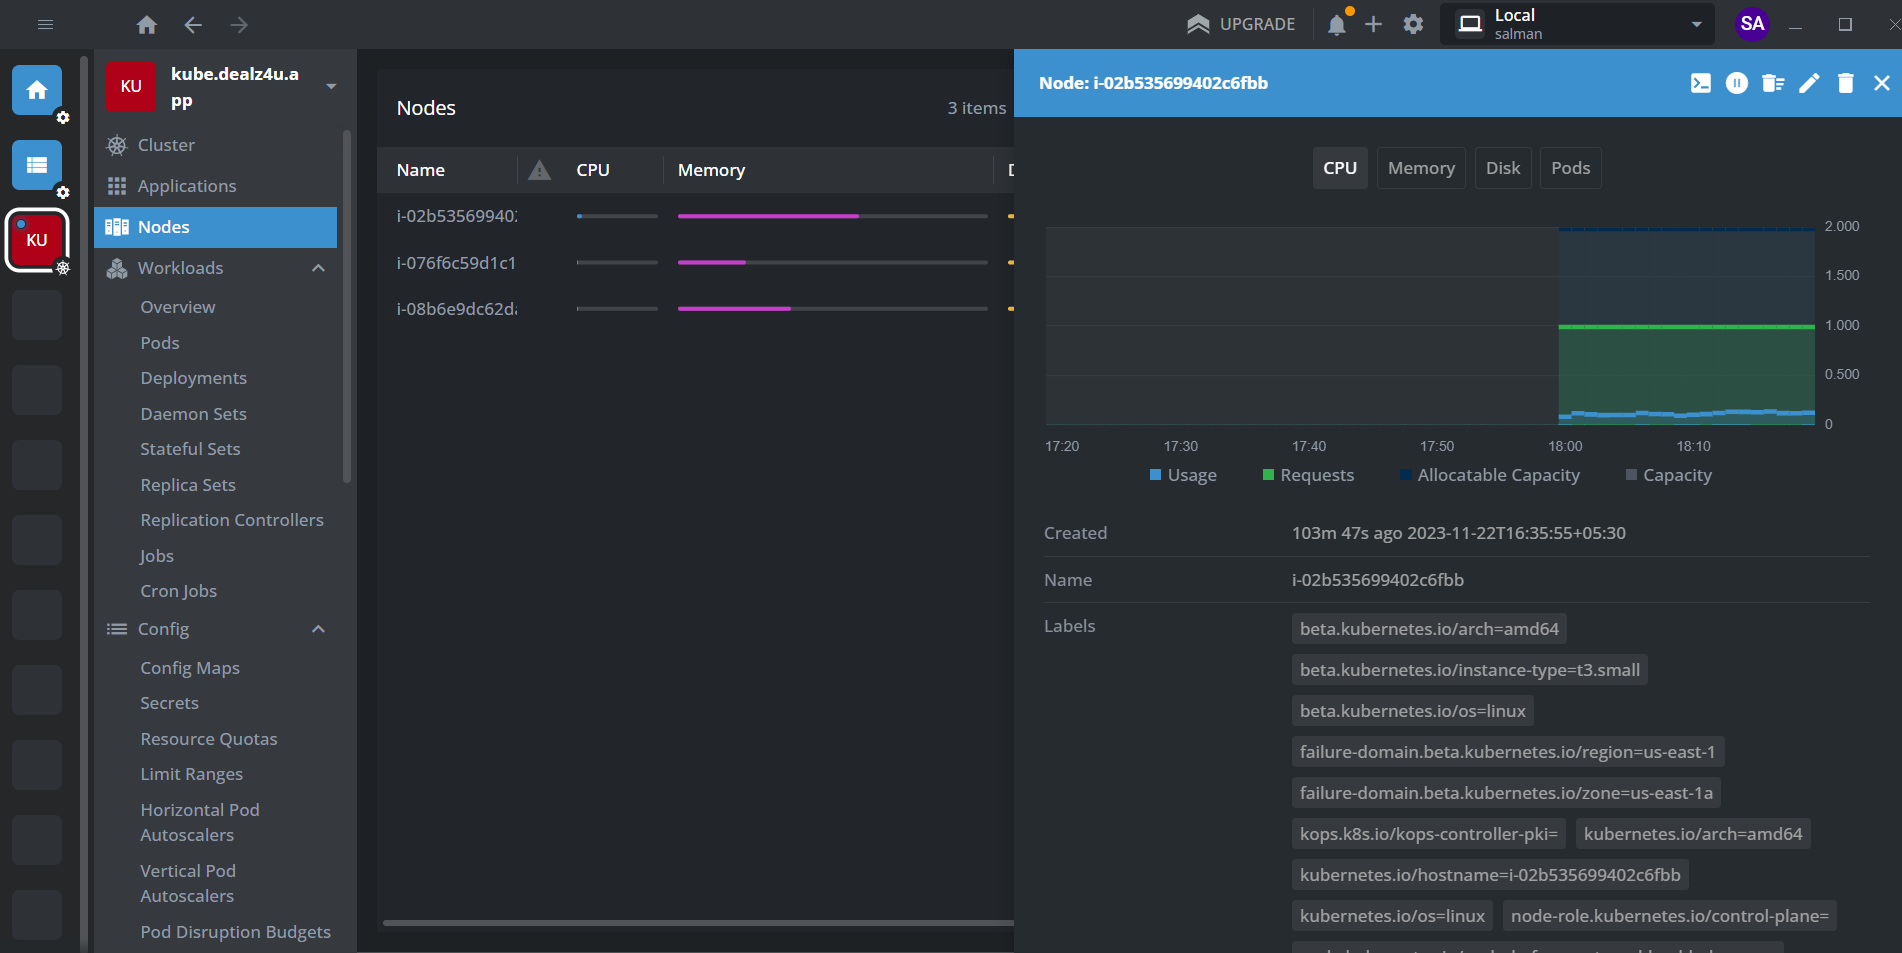 UPGRADE
Local
salman
SA
KU
kube.dealz4u.a
pp
KU
Cluster
Applications
Nodes
Workloads
Overview
Pods
Deployments
Daemon Sets
Stateful Sets
Replica Sets
Replication Controllers
Jobs
Cron Jobs
Config
Config Maps
Secrets
Resource Quotas
Limit Ranges
Horizontal Pod
Autoscalers
Vertical Pod
Autoscalers
Pod Disruption Budgets
Nodes
3 items
Name CPU Memory
i-02b53569940
i-076f6c59d1c1
i-08b6e9dc62d
Node: i-02b535699402c6fbb
CPU Memory Disk Pods
2.000
1.500
1.000
0.500
0
17:20 17:30 17:40 17:50 18:00 18:10
Usage Requests Allocatable Capacity Capacity
Created 103m 47s ago 2023-11-22T16:35:55+05:30
Name i-02b535699402c6fbb
Labels beta.kubernetes.io/arch=amd64
beta.kubernetes.io/instance-type=t3.small
beta.kubernetes.io/os=linux
failure-domain.beta.kubernetes.io/region=us-east-1
failure-domain.beta.kubernetes.io/zone=us-east-1a
kops.k8s.io/kops-controller-pki= kubernetes.io/arch=amd64
kubernetes.io/hostname=i-02b535699402c6fbb
kubernetes.io/os=linux node-role.kubernetes.io/control-plane=